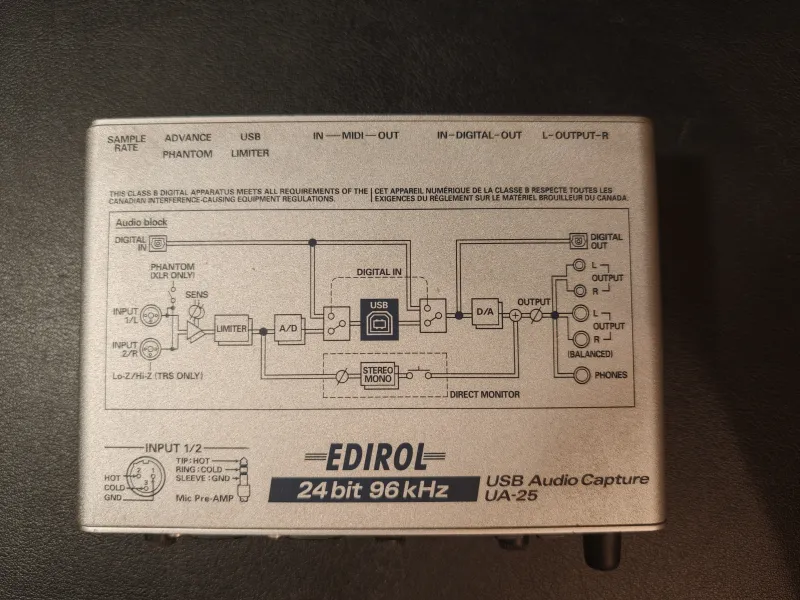 SAMPLE RATE
ADVANCE
USB
IN — MIDI — OUT
IN-DIGITAL-OUT
L-OUTPUT-R
PHANTOM
LIMITER
THIS CLASS B DIGITAL APPARATUS MEETS ALL REQUIREMENTS OF THE
CANADIAN INTERFERENCE-CAUSING EQUIPMENT REGULATIONS.
CET APPAREIL NUMÉRIQUE DE LA CLASSE B RESPECTE TOUTES LES
EXIGENCES DU RÈGLEMENT SUR LE MATÉRIEL BROUILLEUR DU CANADA.
Audio block
DIGITAL
IN
DIGITAL
OUT
PHANTOM
(XLR ONLY)
DIGITAL IN
L
OUTPUT
R
SENS
USB
INPUT
1/L
LIMITER
A/D
D/A
OUTPUT
L
OUTPUT
R
(BALANCED)
INPUT
2/R
Lo-Z/Hi-Z (TRS ONLY)
STEREO
MONO
DIRECT MONITOR
PHONES
INPUT 1/2
HOT
COLD
GND
2
1
3
TIP:HOT
RING:COLD
SLEEVE:GND
Mic Pre-AMP
EDIROL
24bit 96kHz
USB Audio Capture
UA-25